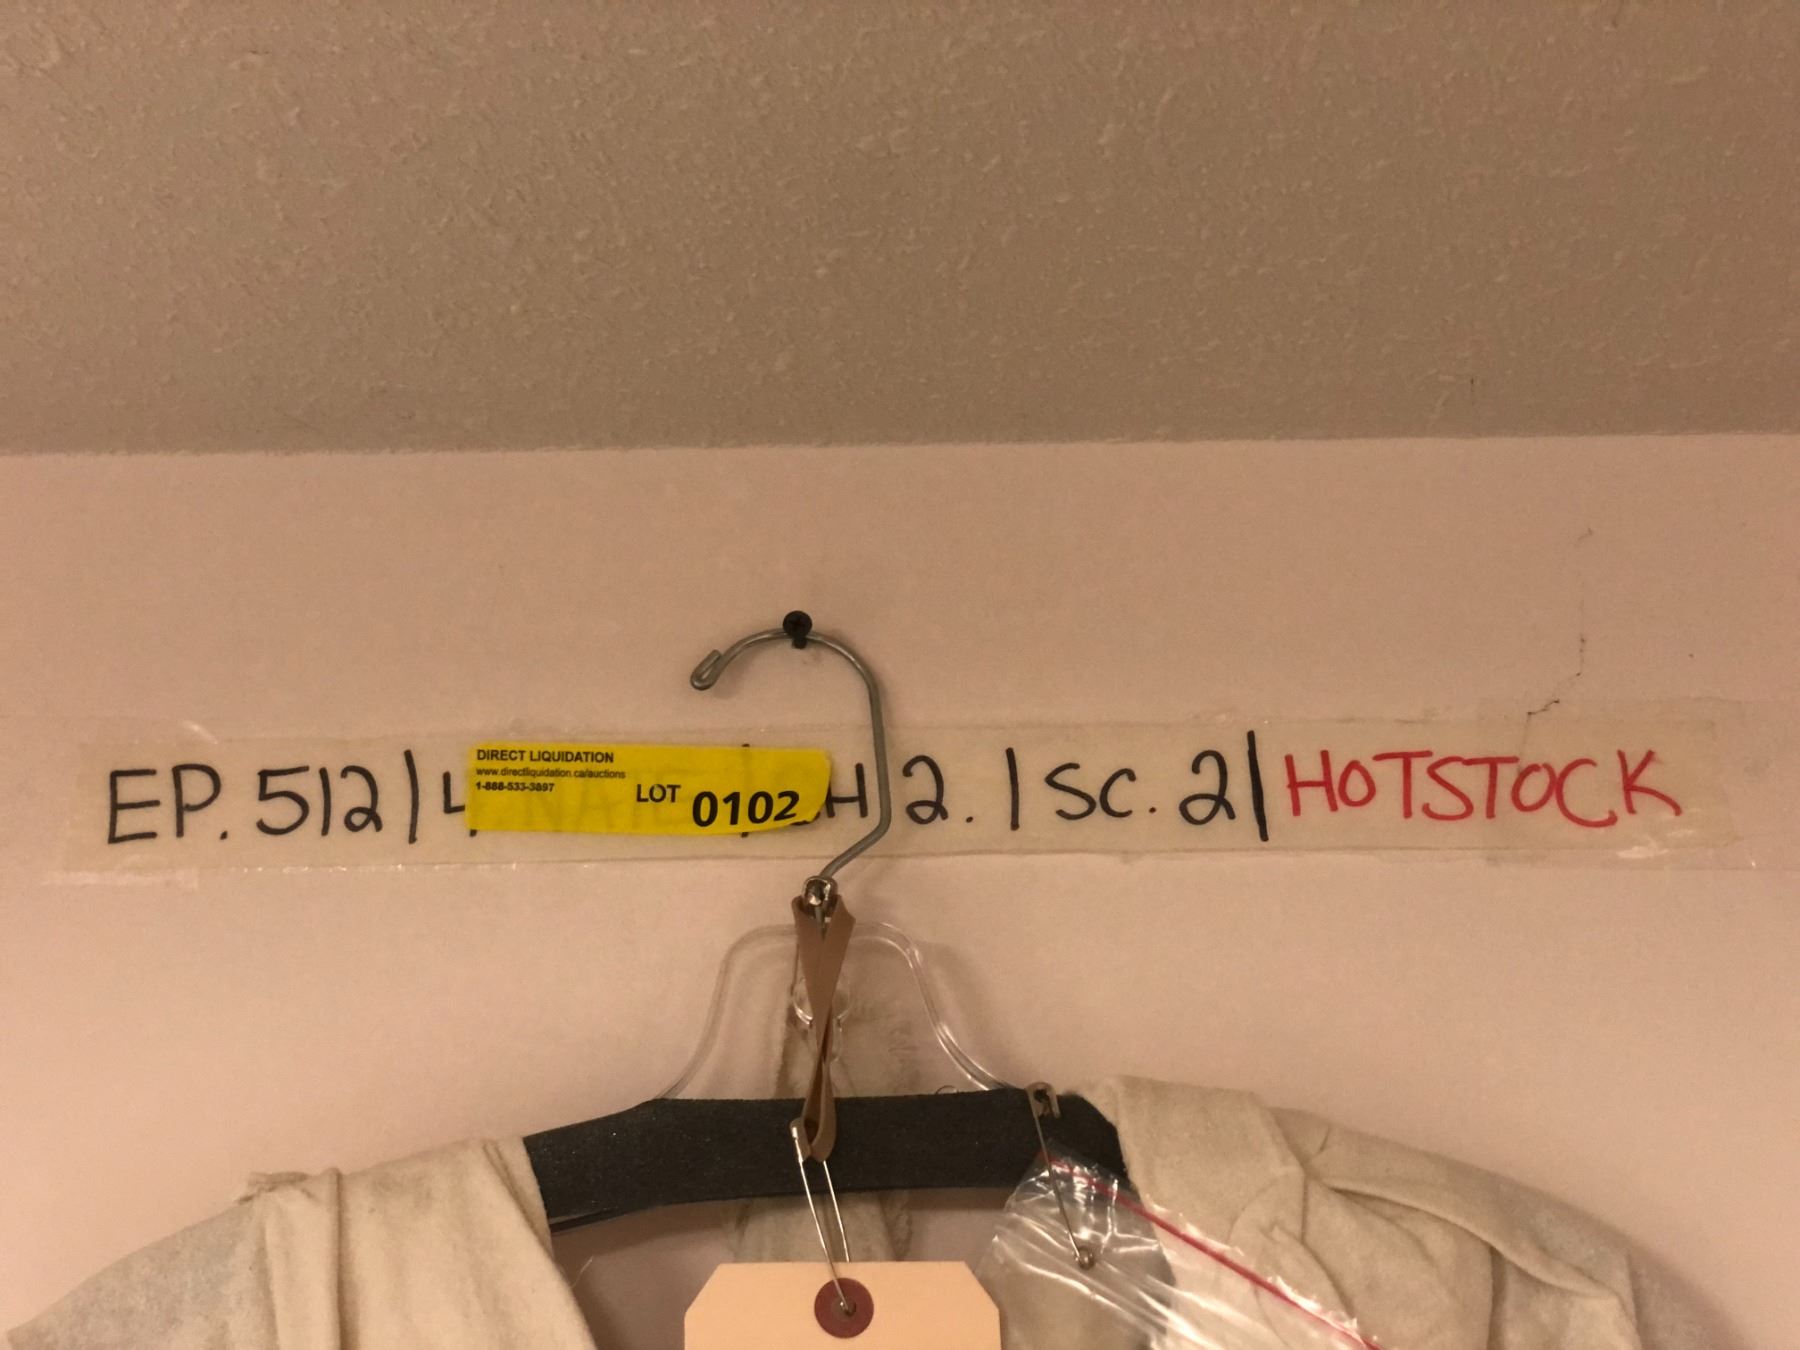 EP. 512 | 4
DIRECT LIQUIDATION
www.directliquidation.ca/auctions
1-888-533-3897
LOT 0102
CH 2. | SC. 2 | HOTSTOCK